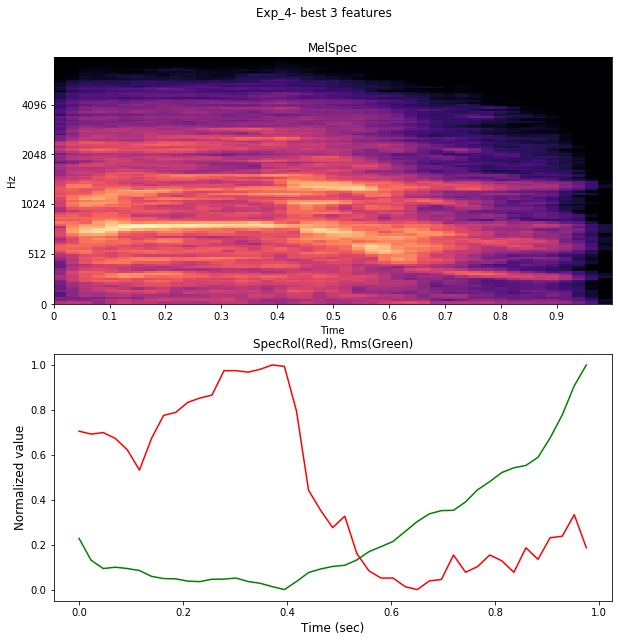 Exp_4- best 3 features
MelSpec
4096
2048
1024
512
0
Hz
0 0.1 0.2 0.3 0.4 0.5 0.6 0.7 0.8 0.9
Time
SpecRol(Red), Rms(Green)
1.0
0.8
0.6
0.4
0.2
0.0
Normalized value
0.0 0.2 0.4 0.6 0.8 1.0
Time (sec)